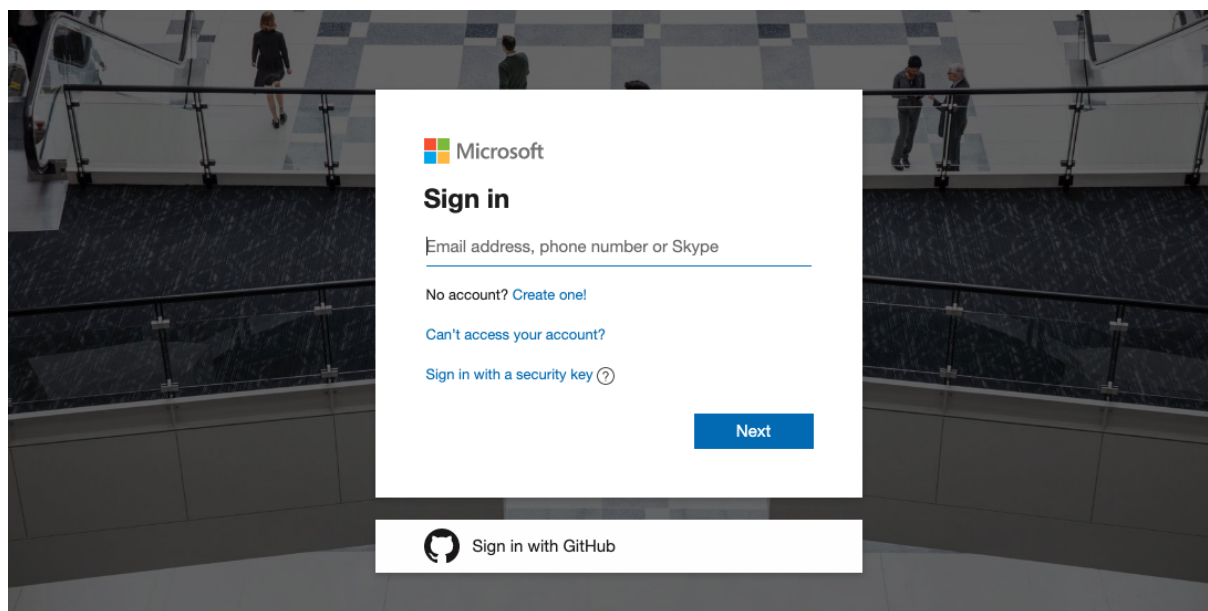 Microsoft
Sign in
Email address, phone number or Skype
No account? Create one!
Can't access your account?
Sign in with a security key ?
Next
Sign in with GitHub